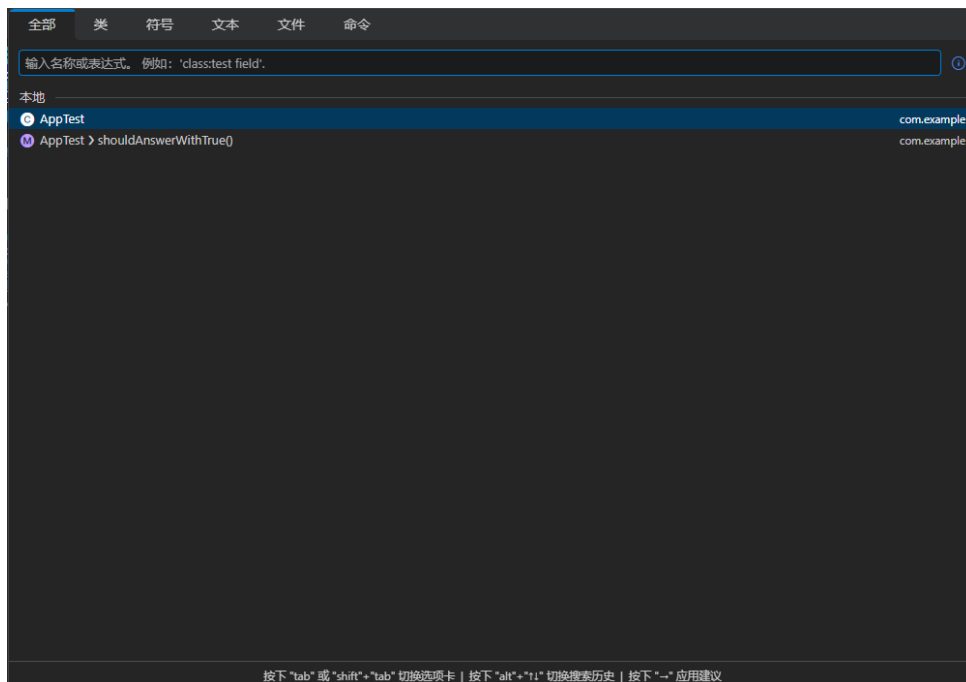 全部 类 符号 文本 文件 命令
输入名称或表达式。 例如：'class:test field'.
本地
C AppTest com.example
M AppTest ❯ shouldAnswerWithTrue() com.example
按下 "tab" 或 "shift"+"tab" 切换选项卡 | 按下 "alt"+"↑↓" 切换搜索历史 | 按下 "→" 应用建议